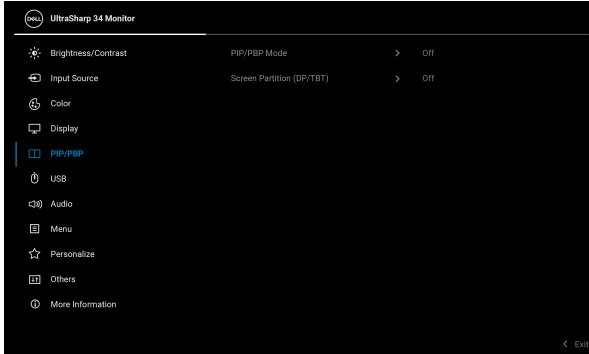 DELL UltraSharp 34 Monitor
Brightness/Contrast PIP/PBP Mode Off
Input Source Screen Partition (DP/TBT) Off
Color
Display
PIP/PBP
USB
Audio
Menu
Personalize
Others
More Information
Exit